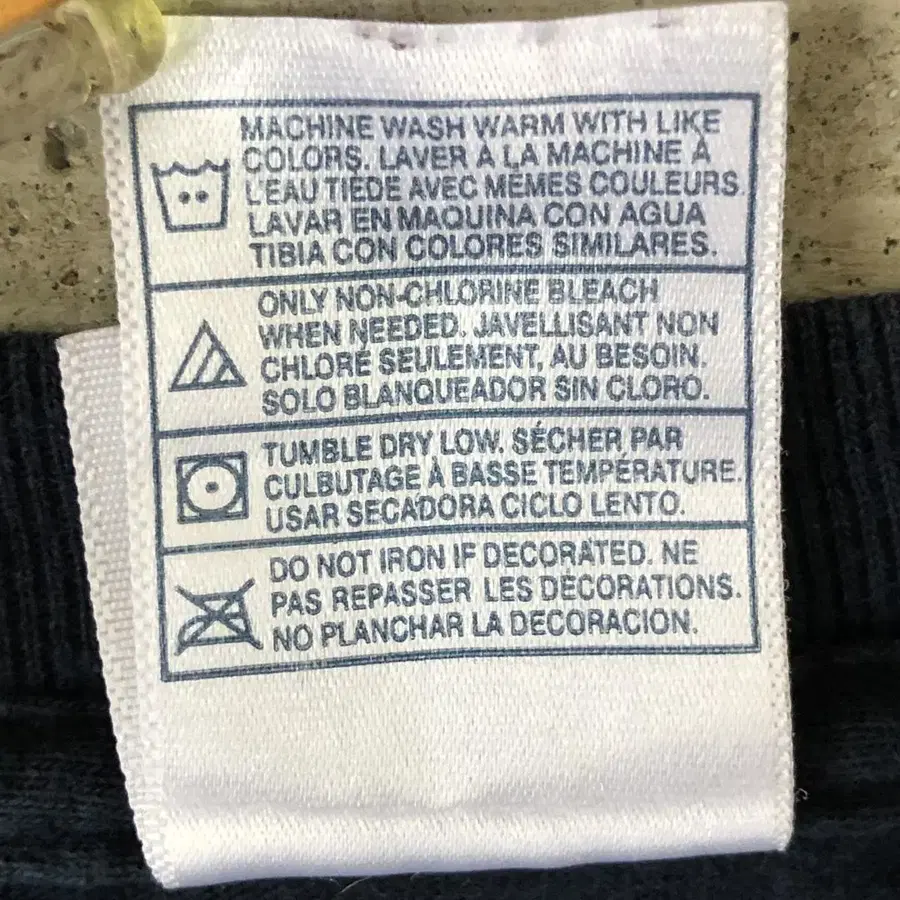 MACHINE WASH WARM WITH LIKE
COLORS. LAVER À LA MACHINE À
L'EAU TIÈDE AVEC MÊMES COULEURS.
LAVAR EN MAQUINA CON AGUA
TIBIA CON COLORES SIMILARES.
ONLY NON-CHLORINE BLEACH
WHEN NEEDED. JAVELLISANT NON
CHLORÉ SEULEMENT, AU BESOIN.
SOLO BLANQUEADOR SIN CLORO.
TUMBLE DRY LOW. SÉCHER PAR
CULBUTAGE À BASSE TEMPÉRATURE.
USAR SECADORA CICLO LENTO.
DO NOT IRON IF DECORATED. NE
PAS REPASSER LES DÉCORATIONS.
NO PLANCHAR LA DECORACION.